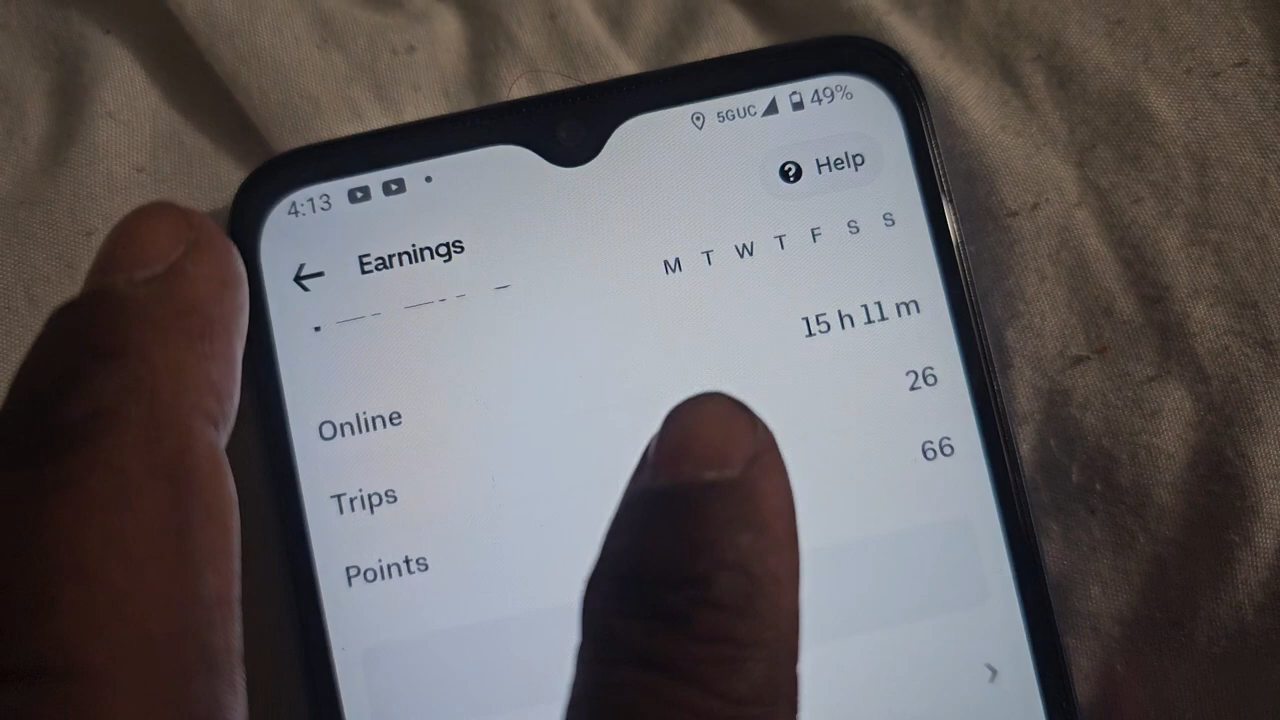 4:13 5GUC 49%
Help
Earnings
M T W T F S S
Online 15 h 11 m
Trips 26
Points 66